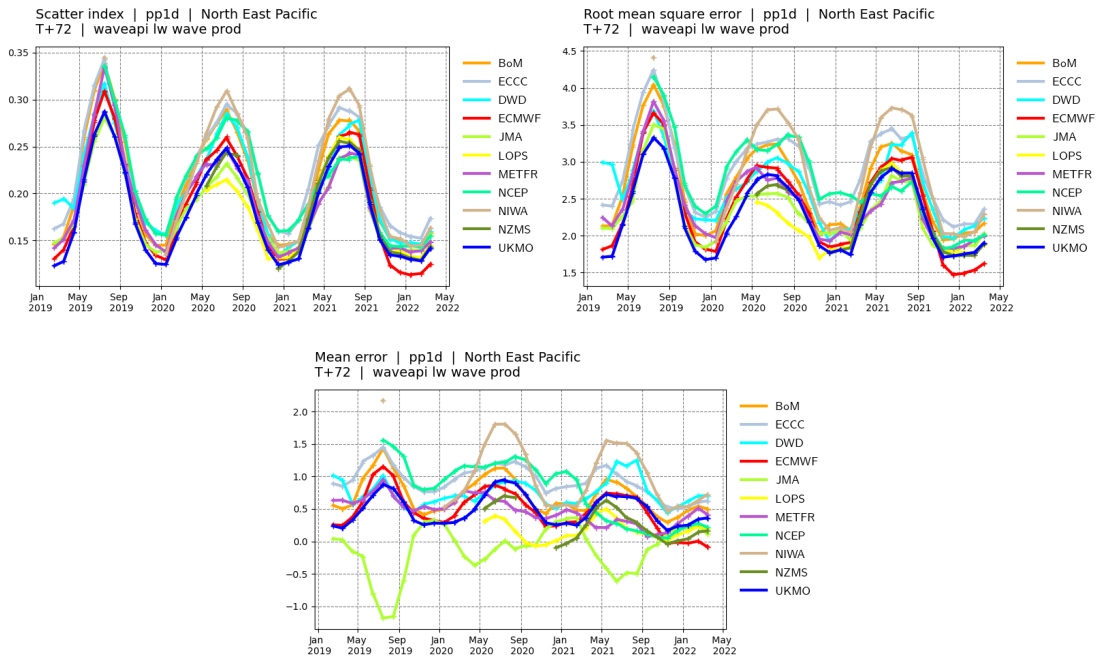 Scatter index | pp1d | North East Pacific
T+72 | waveapi lw wave prod
0.35
0.30
0.25
0.20
0.15
Jan 2019
May 2019
Sep 2019
Jan 2020
May 2020
Sep 2020
Jan 2021
May 2021
Sep 2021
Jan 2022
May 2022
BoM
ECCC
DWD
ECMWF
JMA
LOPS
METFR
NCEP
NIWA
NZMS
UKMO
Root mean square error | pp1d | North East Pacific
T+72 | waveapi lw wave prod
4.5
4.0
3.5
3.0
2.5
2.0
1.5
Jan 2019
May 2019
Sep 2019
Jan 2020
May 2020
Sep 2020
Jan 2021
May 2021
Sep 2021
Jan 2022
May 2022
BoM
ECCC
DWD
ECMWF
JMA
LOPS
METFR
NCEP
NIWA
NZMS
UKMO
Mean error | pp1d | North East Pacific
T+72 | waveapi lw wave prod
2.0
1.5
1.0
0.5
0.0
−0.5
−1.0
Jan 2019
May 2019
Sep 2019
Jan 2020
May 2020
Sep 2020
Jan 2021
May 2021
Sep 2021
Jan 2022
May 2022
BoM
ECCC
DWD
ECMWF
JMA
LOPS
METFR
NCEP
NIWA
NZMS
UKMO